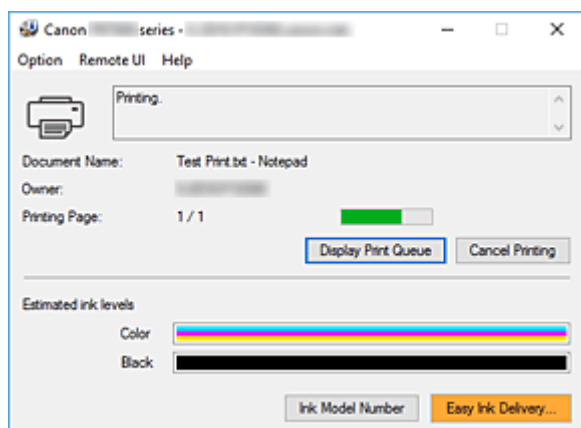 Canon series -
Option Remote UI Help
Printing.
Document Name: Test Print.txt - Notepad
Owner:
Printing Page: 1 / 1
Display Print Queue Cancel Printing
Estimated ink levels
Color
Black
Ink Model Number Easy Ink Delivery...